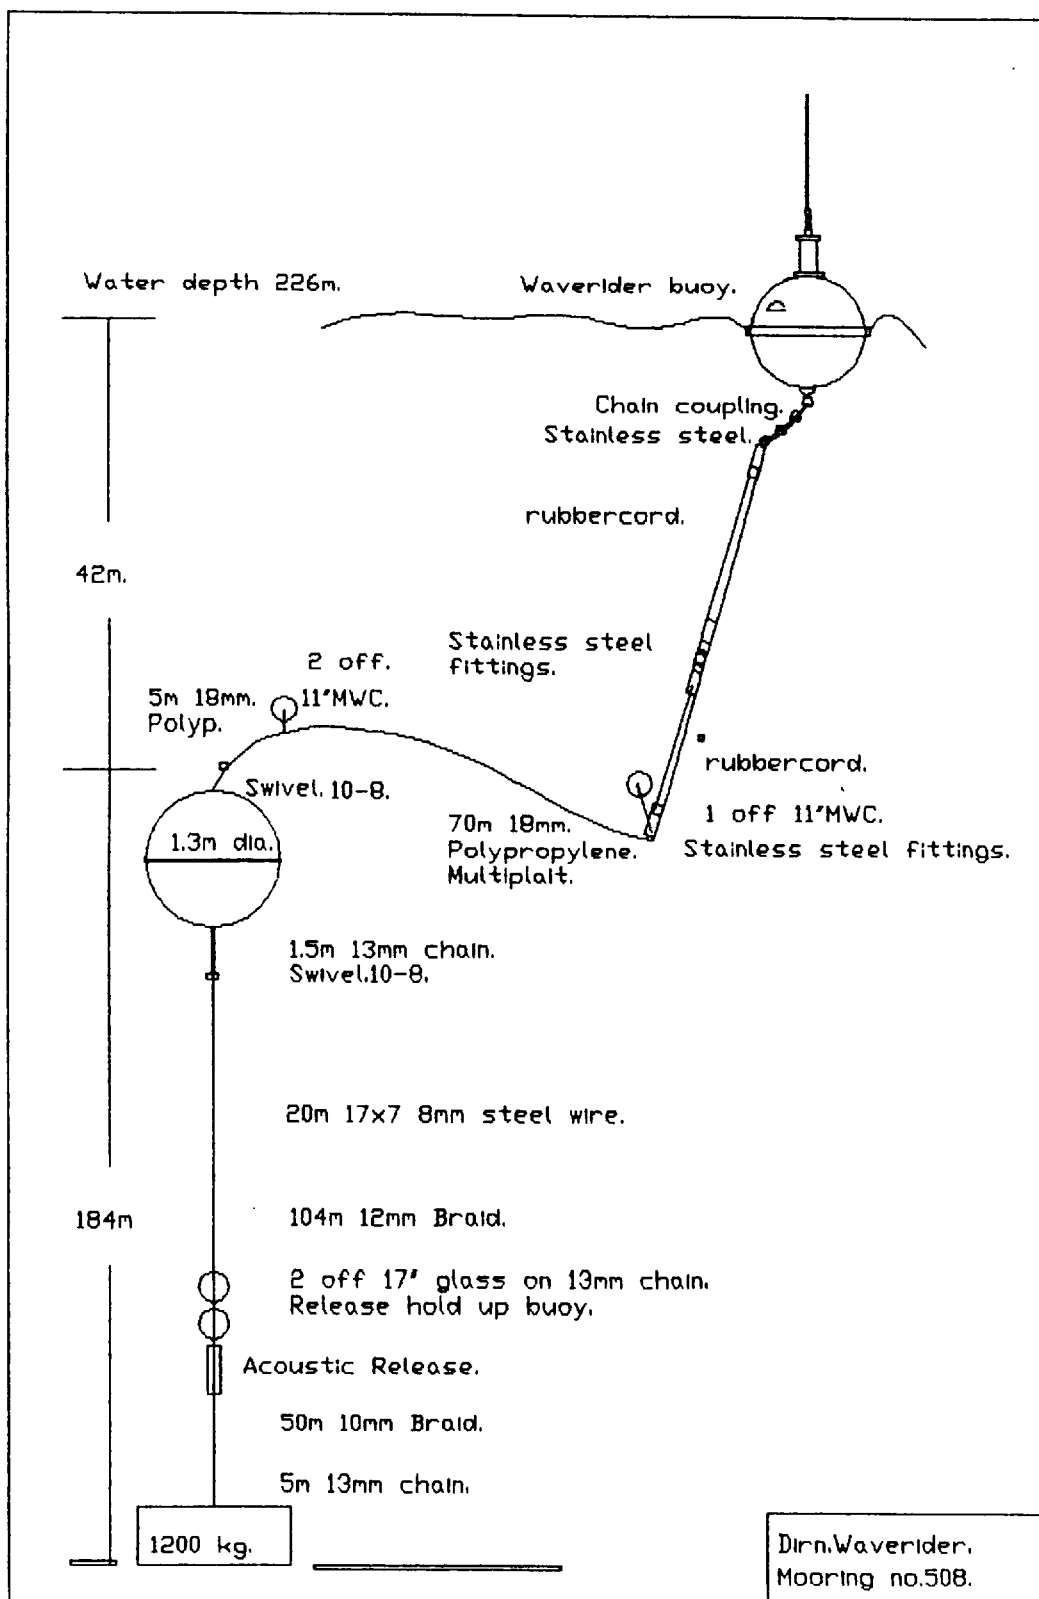 Water depth 226m.
Waverider buoy.
Chain coupling.
Stainless steel.
rubbercord.
42m.
Stainless steel
fittings.
2 off.
11"MWC.
5m 18mm.
Polyp.
Swivel. 10-8.
rubbercord.
1 off 11"MWC.
Stainless steel fittings.
70m 18mm.
Polypropylene.
Multiplait.
1.3m dia.
1.5m 13mm chain.
Swivel.10-8.
20m 17x7 8mm steel wire.
184m
104m 12mm Braid.
2 off 17" glass on 13mm chain.
Release hold up buoy.
Acoustic Release.
50m 10mm Braid.
5m 13mm chain.
1200 kg.
Dirn.Waverider.
Mooring no.508.